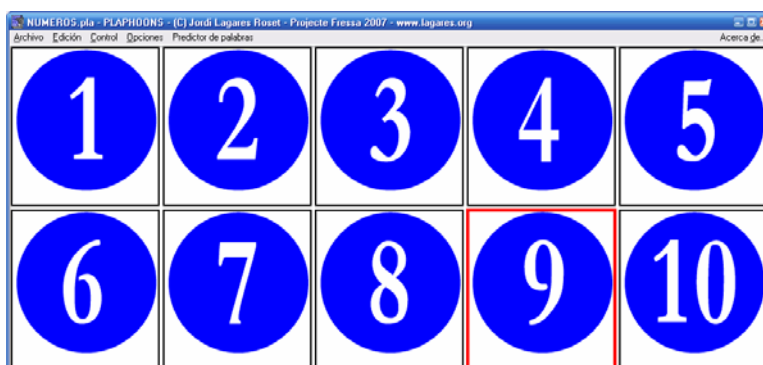 NUMEROS.pla - PLAPHOONS - (C) Jordi Lagares Roset - Projecte Fressa 2007 - www.lagares.org
Archivo Edición Control Opciones Predictor de palabras Acerca de..
1 2 3 4 5
6 7 8 9 10